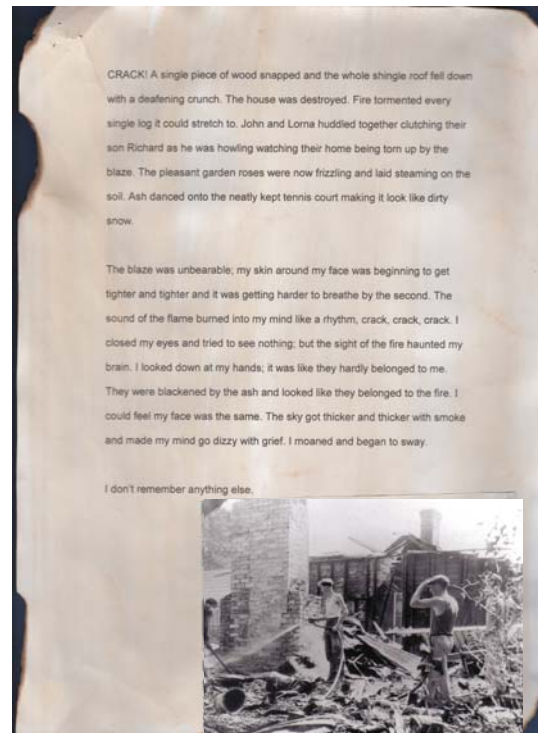 CRACK! A single piece of wood snapped and the whole shingle roof fell down
with a deafening crunch. The house was destroyed. Fire tormented every
single log it could stretch to. John and Lorna huddled together clutching their
son Richard as he was howling watching their home being torn up by the
blaze. The pleasant garden roses were now frizzling and laid steaming on the
soil. Ash danced onto the neatly kept tennis court making it look like dirty
snow.
The blaze was unbearable; my skin around my face was beginning to get
tighter and tighter and it was getting harder to breathe by the second. The
sound of the flame burned into my mind like a rhythm, crack, crack, crack. I
closed my eyes and tried to see nothing; but the sight of the fire haunted my
brain. I looked down at my hands; it was like they hardly belonged to me.
They were blackened by the ash and looked like they belonged to the fire. I
could feel my face was the same. The sky got thicker and thicker with smoke
and made my mind go dizzy with grief. I moaned and began to sway.
I don't remember anything else.